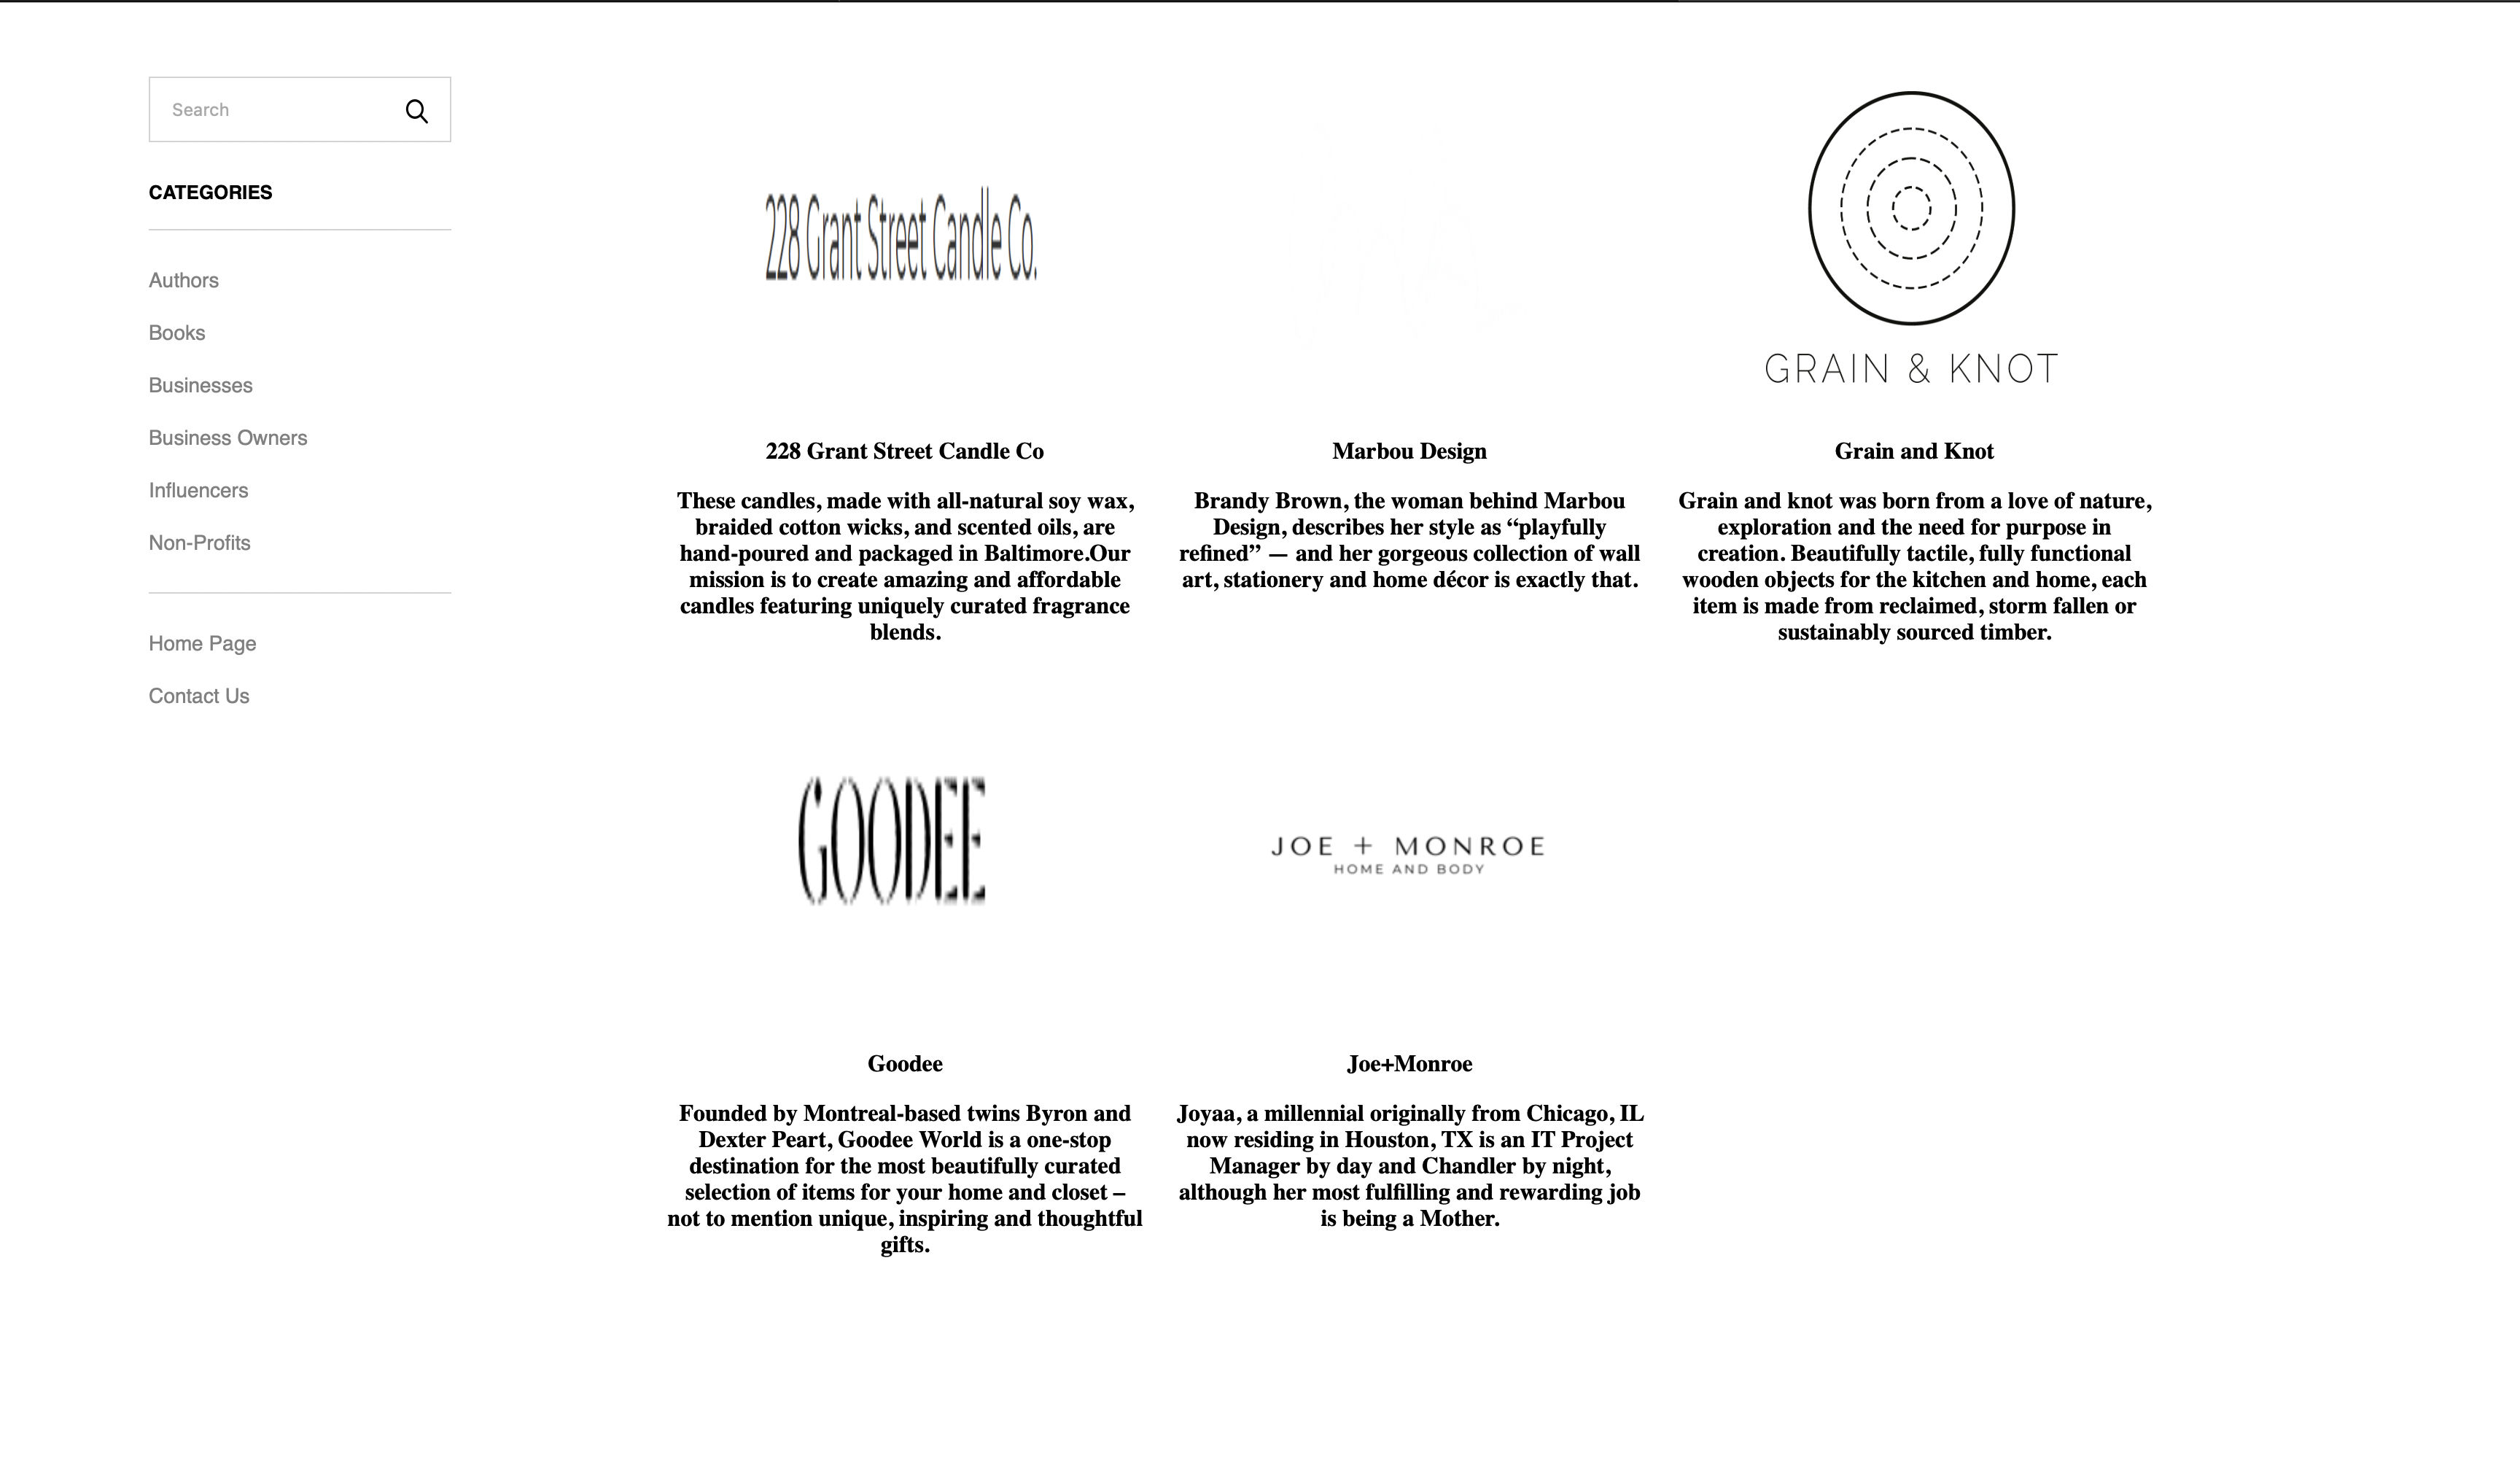 Search
CATEGORIES
Authors
Books
Businesses
Business Owners
Influencers
Non-Profits
Home Page
Contact Us
228 Grant Street Candle Co.
228 Grant Street Candle Co
These candles, made with all-natural soy wax,
braided cotton wicks, and scented oils, are
hand-poured and packaged in Baltimore.Our
mission is to create amazing and affordable
candles featuring uniquely curated fragrance
blends.
Marbou Design
Brandy Brown, the woman behind Marbou
Design, describes her style as “playfully
refined” — and her gorgeous collection of wall
art, stationery and home décor is exactly that.
GRAIN & KNOT
Grain and Knot
Grain and knot was born from a love of nature,
exploration and the need for purpose in
creation. Beautifully tactile, fully functional
wooden objects for the kitchen and home, each
item is made from reclaimed, storm fallen or
sustainably sourced timber.
GOODEE
Goodee
Founded by Montreal-based twins Byron and
Dexter Peart, Goodee World is a one-stop
destination for the most beautifully curated
selection of items for your home and closet –
not to mention unique, inspiring and thoughtful
gifts.
JOE + MONROE
HOME AND BODY
Joe+Monroe
Joyaa, a millennial originally from Chicago, IL
now residing in Houston, TX is an IT Project
Manager by day and Chandler by night,
although her most fulfilling and rewarding job
is being a Mother.